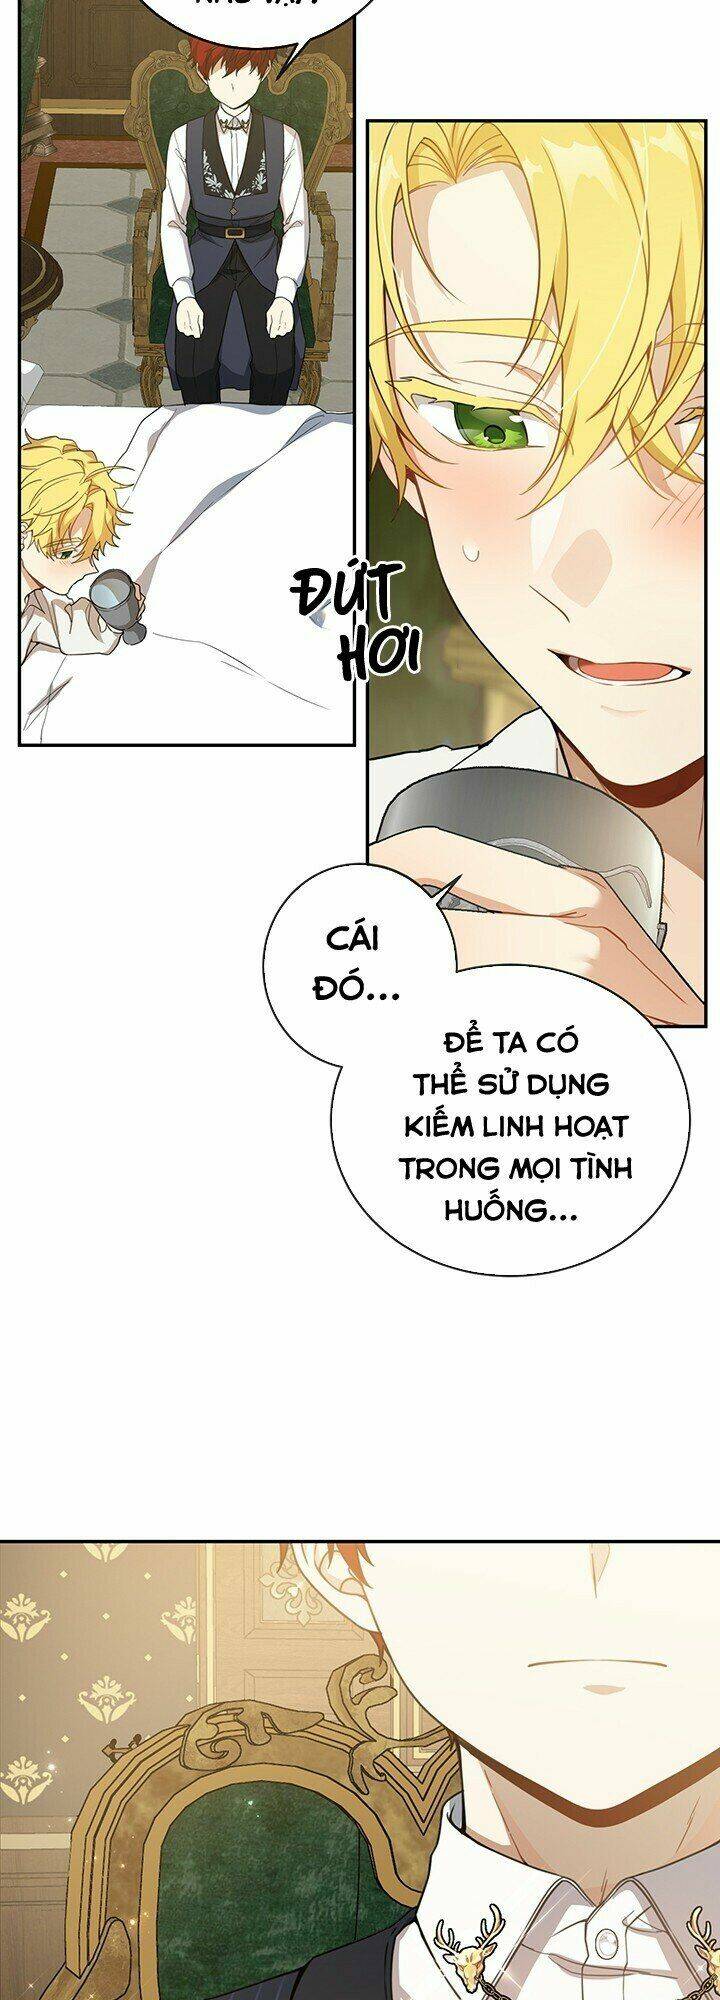 ĐỨT
HƠI
CÁI
ĐÓ...
ĐỂ TA CÓ
THỂ SỬ DỤNG
KIẾM LINH HOẠT
TRONG MỌI TÌNH
HUỐNG...